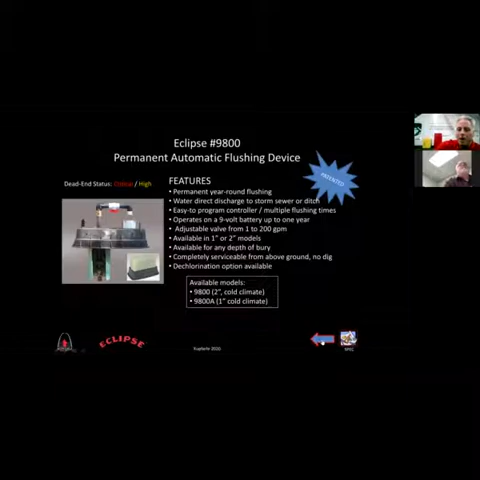 Eclipse #9800
Permanent Automatic Flushing Device
PATENTED
Dead-End Status: Critical / High
FEATURES
• Permanent year-round flushing
• Water direct discharge to storm sewer or ditch
• Easy-to program controller / multiple flushing times
• Operates on a 9-volt battery up to one year
• Adjustable valve from 1 to 200 gpm
• Available in 1" or 2" models
• Available for any depth of bury
• Completely serviceable from above ground, no dig
• Dechlorination option available
Available models:
• 9800 (2", cold climate)
• 9800A (1" cold climate)
ECLIPSE
Kupferle 2020